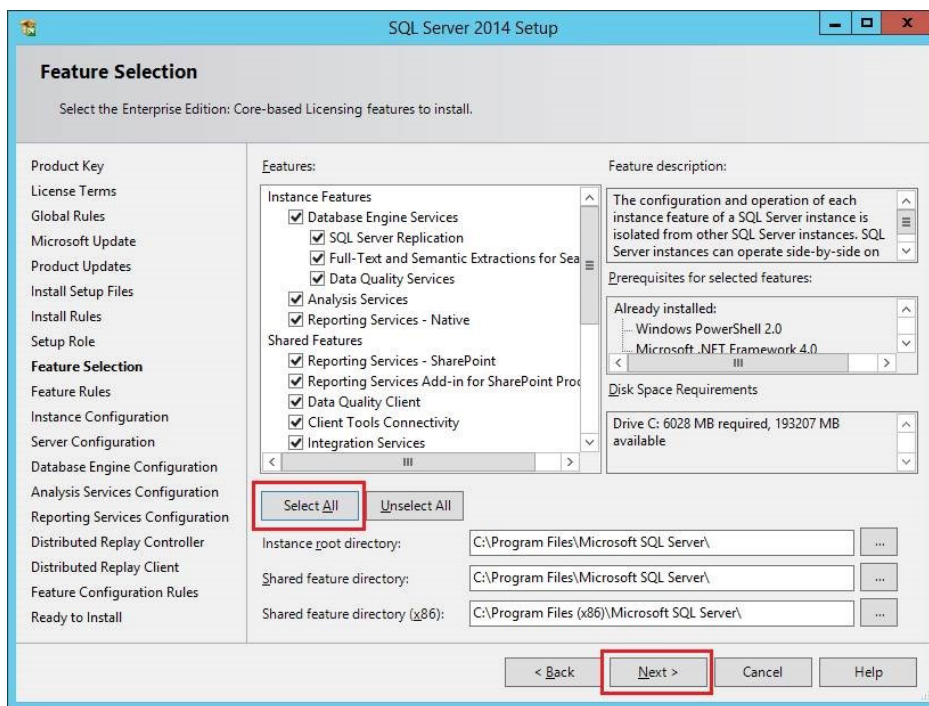 SQL Server 2014 Setup
Feature Selection
Select the Enterprise Edition: Core-based Licensing features to install.
Product Key
License Terms
Global Rules
Microsoft Update
Product Updates
Install Setup Files
Install Rules
Setup Role
Feature Selection
Feature Rules
Instance Configuration
Server Configuration
Database Engine Configuration
Analysis Services Configuration
Reporting Services Configuration
Distributed Replay Controller
Distributed Replay Client
Feature Configuration Rules
Ready to Install
Features:
Instance Features
Database Engine Services
SQL Server Replication
Full-Text and Semantic Extractions for Sea
Data Quality Services
Analysis Services
Reporting Services - Native
Shared Features
Reporting Services - SharePoint
Reporting Services Add-in for SharePoint Proc
Data Quality Client
Client Tools Connectivity
Integration Services
Feature description:
The configuration and operation of each
instance feature of a SQL Server instance is
isolated from other SQL Server instances. SQL
Server instances can operate side-by-side on
Prerequisites for selected features:
Already installed:
Windows PowerShell 2.0
Microsoft .NET Framework 4.0
Disk Space Requirements
Drive C: 6028 MB required, 193207 MB
available
Select All
Unselect All
Instance root directory:
C:\Program Files\Microsoft SQL Server\
...
Shared feature directory:
C:\Program Files\Microsoft SQL Server\
...
Shared feature directory (x86):
C:\Program Files (x86)\Microsoft SQL Server\
...
< Back
Next >
Cancel
Help